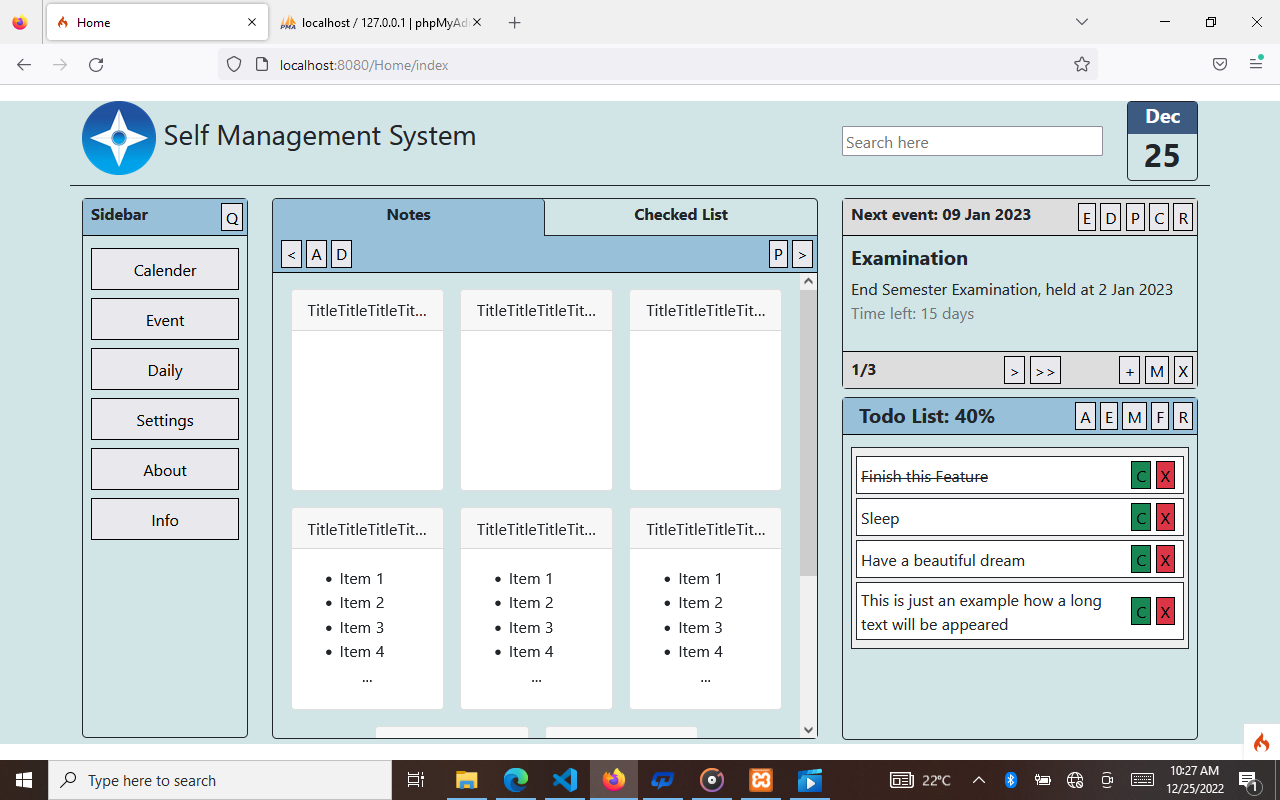 Home
localhost / 127.0.0.1 | phpMyAd
localhost:8080/Home/index
Self Management System
Search here
Dec
25
Sidebar
Q
Calender
Event
Daily
Settings
About
Info
Notes
Checked List
< A D
P >
TitleTitleTitleTit... TitleTitleTitleTit... TitleTitleTitleTit...
TitleTitleTitleTit... TitleTitleTitleTit... TitleTitleTitleTit...
Item 1 Item 1 Item 1
Item 2 Item 2 Item 2
Item 3 Item 3 Item 3
Item 4 Item 4 Item 4
... ... ...
Next event: 09 Jan 2023
E D P C R
Examination
End Semester Examination, held at 2 Jan 2023
Time left: 15 days
1/3
> >>
+ M X
Todo List: 40%
A E M F R
Finish this Feature C X
Sleep C X
Have a beautiful dream C X
This is just an example how a long
text will be appeared C X
Type here to search
22°C
10:27 AM
12/25/2022
1